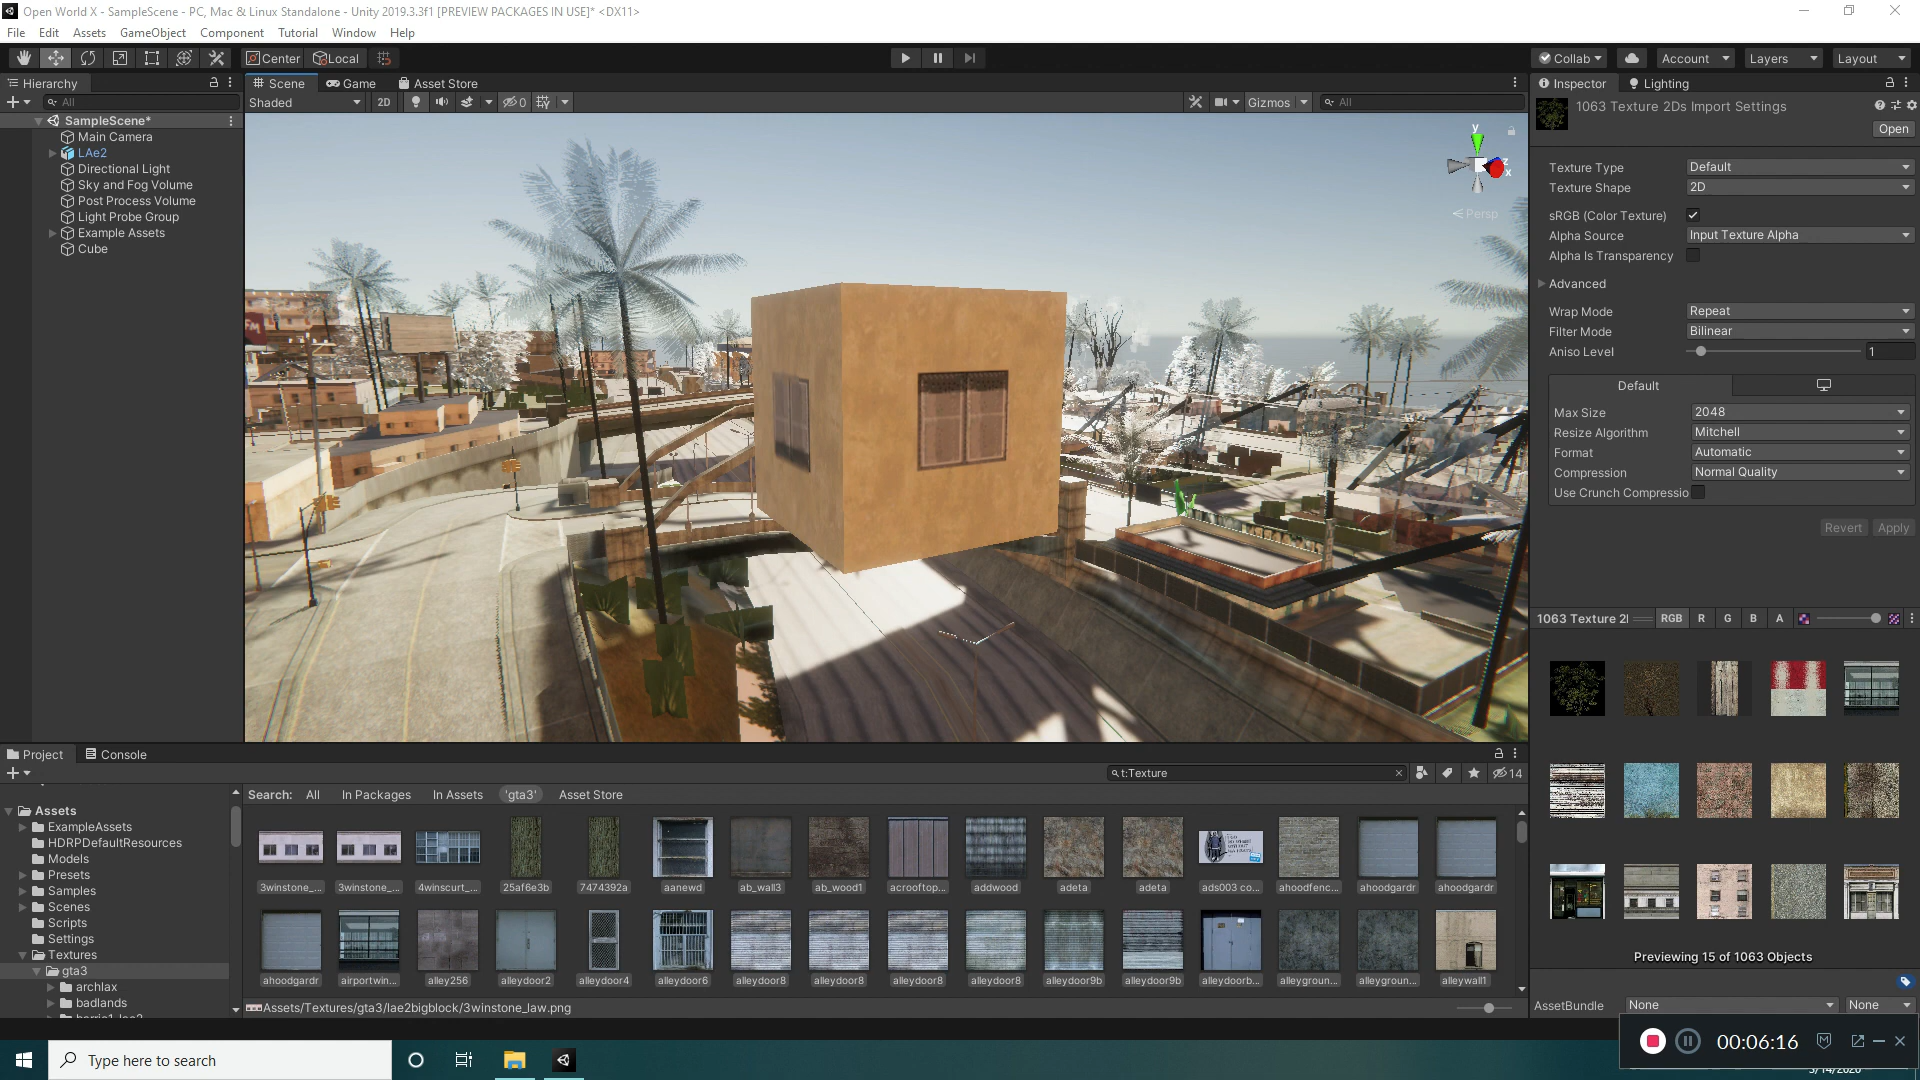 Open World X - SampleScene - PC, Mac & Linux Standalone - Unity 2019.3.3f1 [PREVIEW PACKAGES IN USE]* <DX11>
File Edit Assets GameObject Component Tutorial Window Help
Center Local Collab Account Layers Layout
Hierarchy
All
SampleScene*
Main Camera
LAe2
Directional Light
Sky and Fog Volume
Post Process Volume
Light Probe Group
Example Assets
Cube
Scene Game Asset Store
Shaded 2D 0 Gizmos All
y
z
x
Persp
Inspector Lighting
1063 Texture 2Ds Import Settings
Open
Texture Type Default
Texture Shape 2D
sRGB (Color Texture)
Alpha Source Input Texture Alpha
Alpha Is Transparency
Advanced
Wrap Mode Repeat
Filter Mode Bilinear
Aniso Level 1
Default
Max Size 2048
Resize Algorithm Mitchell
Format Automatic
Compression Normal Quality
Use Crunch Compressio
Revert Apply
1063 Texture 2 RGB R G B A
Previewing 15 of 1063 Objects
AssetBundle None None
Project Console
t:Texture 14
Assets
ExampleAssets
HDRPDefaultResources
Models
Presets
Samples
Scenes
Scripts
Settings
Textures
gta3
archlax
badlands
Search: All In Packages In Assets 'gta3' Asset Store
3winstone_... 3winstone_... 4winscurt_... 25af6e3b 7474392a aanewd ab_wall3 ab_wood1 acrooftop... addwood adeta adeta ads003 co... ahoodfenc... ahoodgardr ahoodgardr
ahoodgardr airportwin... alley256 alleydoor2 alleydoor4 alleydoor6 alleydoor8 alleydoor8 alleydoor8 alleydoor8 alleydoor9b alleydoor9b alleydoorb... alleygroun... alleygroun... alleywall1
Assets/Textures/gta3/lae2bigblock/3winstone_law.png
Type here to search
00:06:16